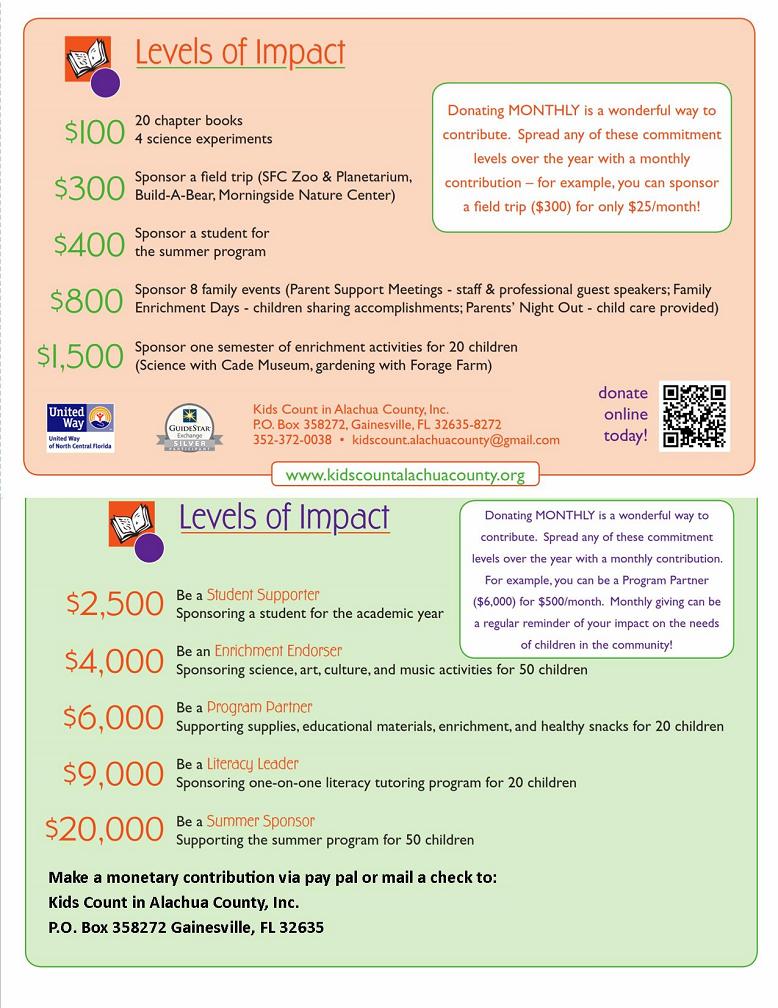 Levels of Impact
$100
20 chapter books
4 science experiments
Donating MONTHLY is a wonderful way to
contribute. Spread any of these commitment
levels over the year with a monthly
contribution – for example, you can sponsor
a field trip ($300) for only $25/month!
$300
Sponsor a field trip (SFC Zoo & Planetarium,
Build-A-Bear, Morningside Nature Center)
$400
Sponsor a student for
the summer program
$800
Sponsor 8 family events (Parent Support Meetings - staff & professional guest speakers; Family
Enrichment Days - children sharing accomplishments; Parents' Night Out - child care provided)
$1,500
Sponsor one semester of enrichment activities for 20 children
(Science with Cade Museum, gardening with Forage Farm)
United
Way
United Way
of North Central Florida
GUIDESTAR
Exchange
SILVER
PARTICIPANT
Kids Count in Alachua County, Inc.
P.O. Box 358272, Gainesville, FL 32635-8272
352-372-0038 • kidscount.alachuacounty@gmail.com
donate
online
today!
www.kidscountalachuacounty.org
Levels of Impact
Donating MONTHLY is a wonderful way to
contribute. Spread any of these commitment
levels over the year with a monthly contribution.
For example, you can be a Program Partner
($6,000) for $500/month. Monthly giving can be
a regular reminder of your impact on the needs
of children in the community!
$2,500
Be a Student Supporter
Sponsoring a student for the academic year
$4,000
Be an Enrichment Endorser
Sponsoring science, art, culture, and music activities for 50 children
$6,000
Be a Program Partner
Supporting supplies, educational materials, enrichment, and healthy snacks for 20 children
$9,000
Be a Literacy Leader
Sponsoring one-on-one literacy tutoring program for 20 children
$20,000
Be a Summer Sponsor
Supporting the summer program for 50 children
Make a monetary contribution via pay pal or mail a check to:
Kids Count in Alachua County, Inc.
P.O. Box 358272 Gainesville, FL 32635